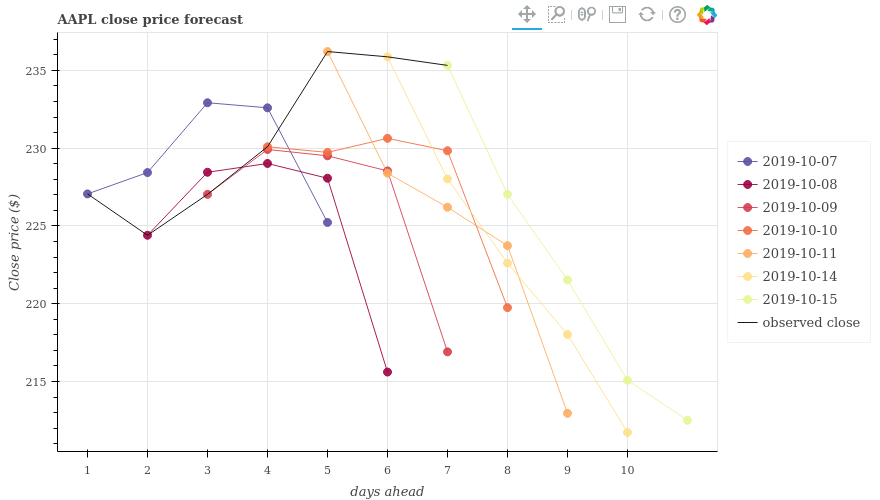 AAPL close price forecast
235
230
225
220
215
Close price ($)
1 2 3 4 5 6 7 8 9 10
days ahead
2019-10-07
2019-10-08
2019-10-09
2019-10-10
2019-10-11
2019-10-14
2019-10-15
observed close